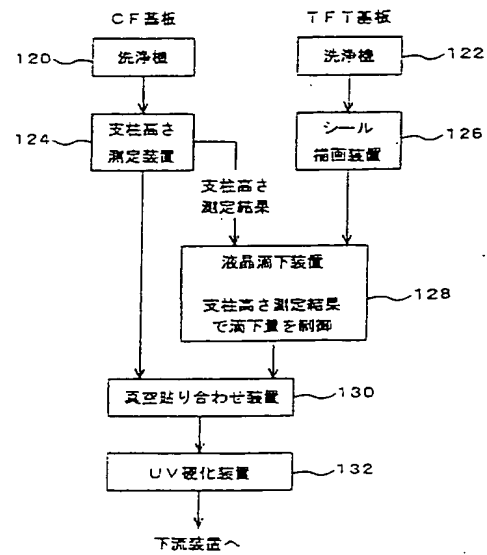 CF基板
TFT基板
120
洗浄機
洗浄機
122
124
支柱高さ
測定装置
シール
描画装置
126
支柱高さ
測定結果
液晶滴下装置
支柱高さ測定結果
で滴下量を制御
128
真空貼り合わせ装置
130
UV硬化装置
132
下流装置へ